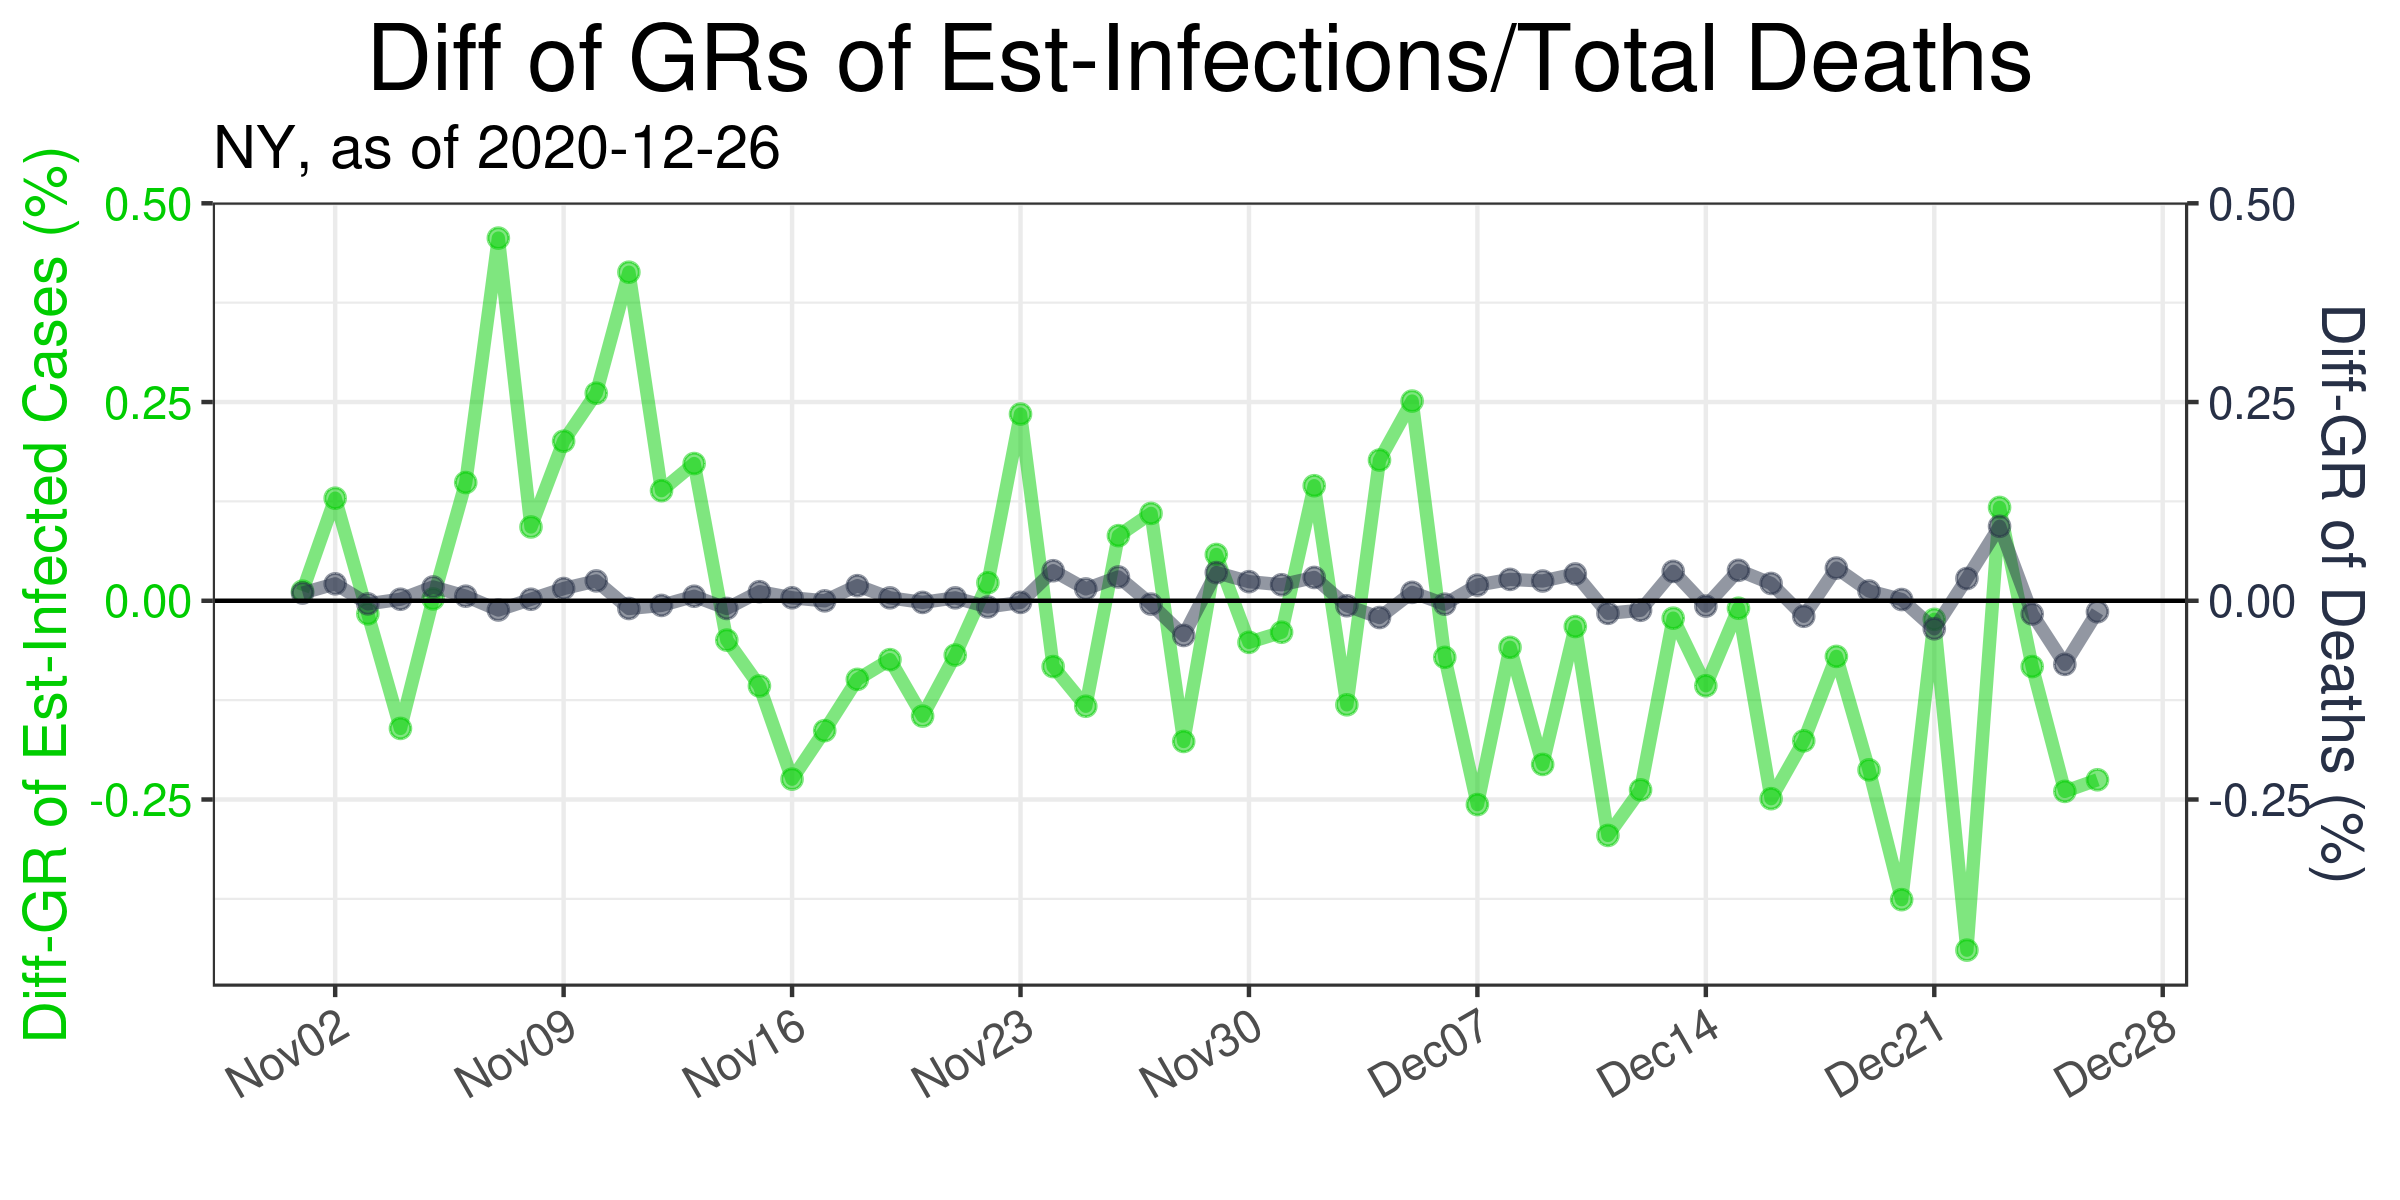 Diff of GRs of Est-Infections/Total Deaths
NY, as of 2020-12-26
Diff-GR of Est-Infected Cases (%)
0.50
0.25
0.00
-0.25
0.50
0.25
0.00
-0.25
Diff-GR of Deaths (%)
Nov02
Nov09
Nov16
Nov23
Nov30
Dec07
Dec14
Dec21
Dec28